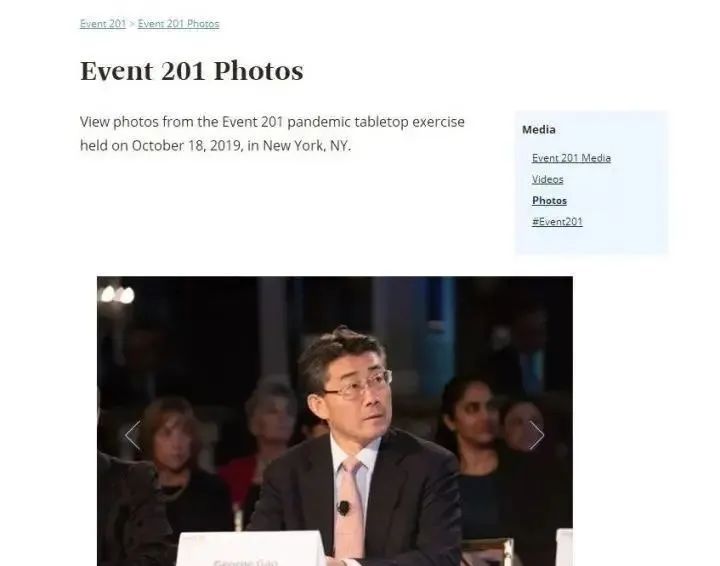 Event 201 > Event 201 Photos
Event 201 Photos
View photos from the Event 201 pandemic tabletop exercise
held on October 18, 2019, in New York, NY.
Media
Event 201 Media
Videos
Photos
#Event201
George Gao